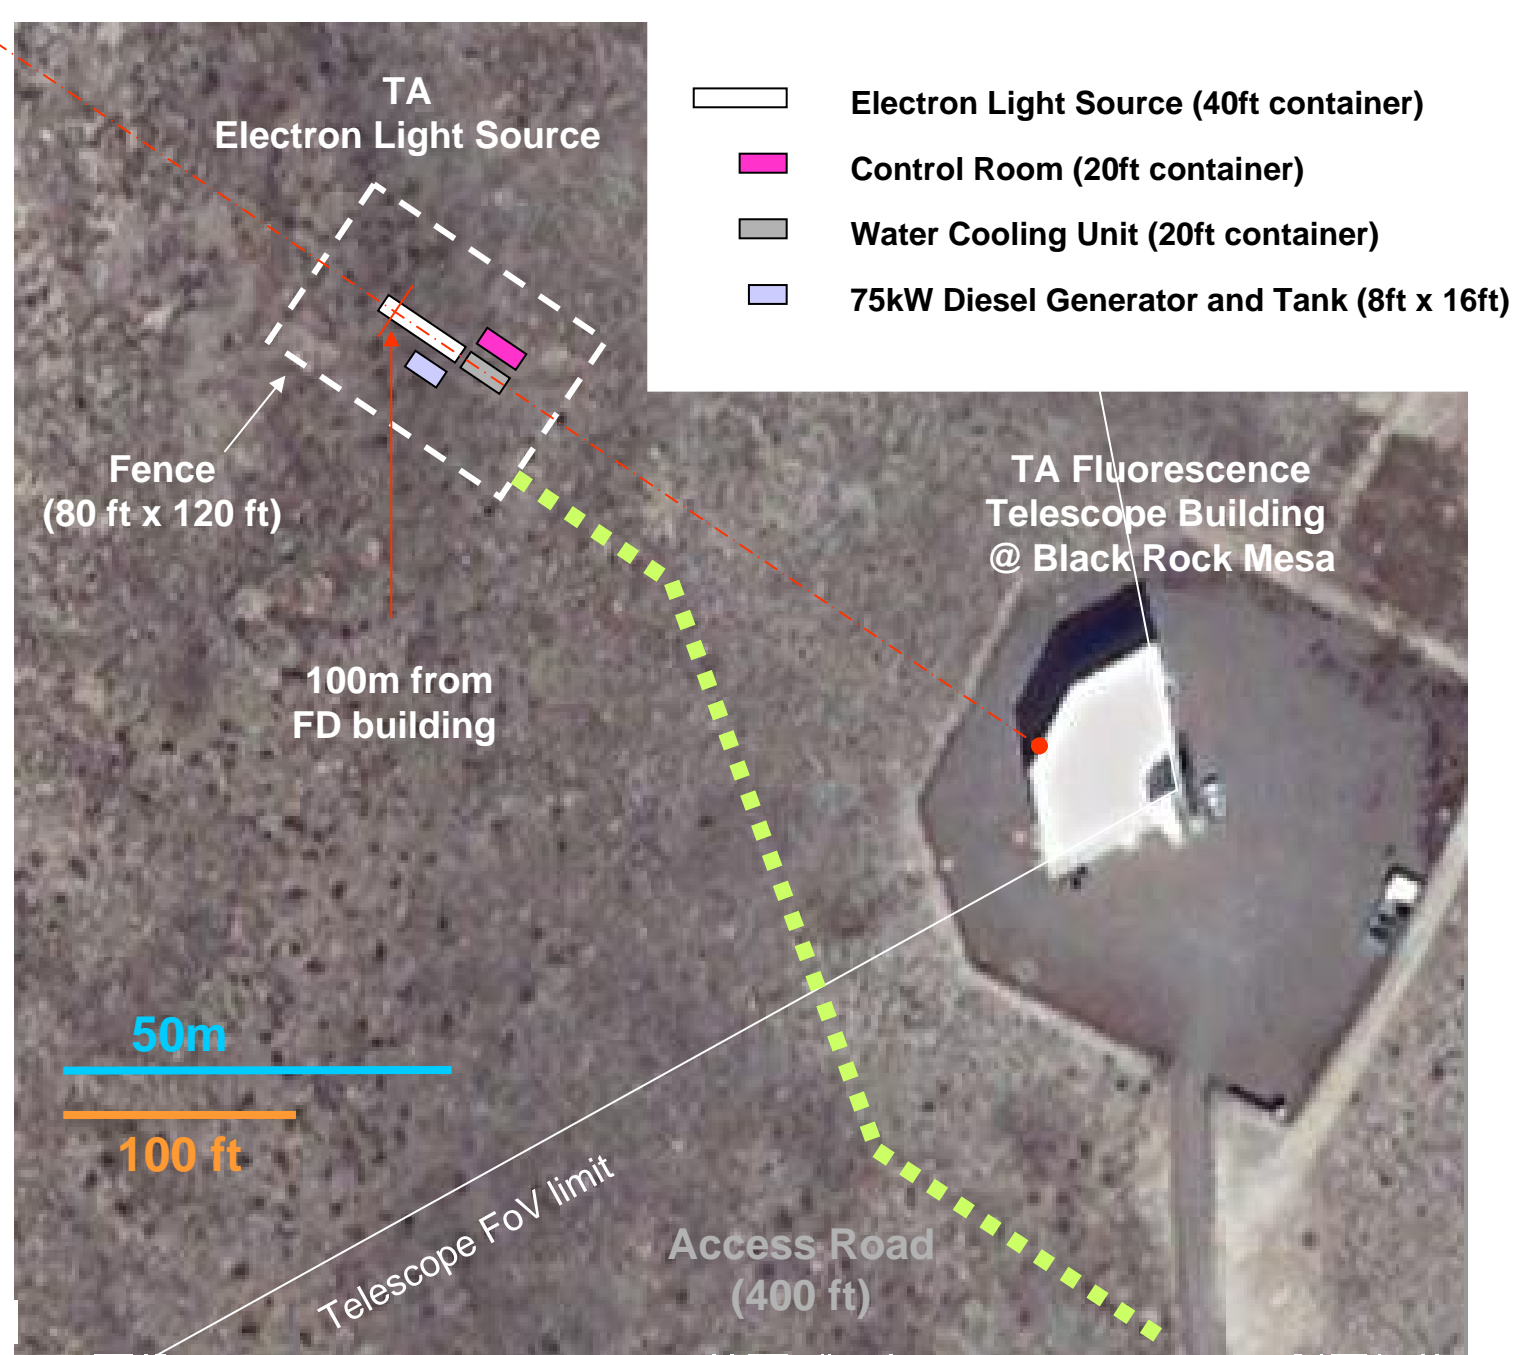 TA
Electron Light Source
Electron Light Source (40ft container)
Control Room (20ft container)
Water Cooling Unit (20ft container)
75kW Diesel Generator and Tank (8ft x 16ft)
Fence
(80 ft x 120 ft)
TA Fluorescence
Telescope Building
@ Black Rock Mesa
100m from
FD building
50m
100 ft
Telescope FoV limit
Access Road
(400 ft)